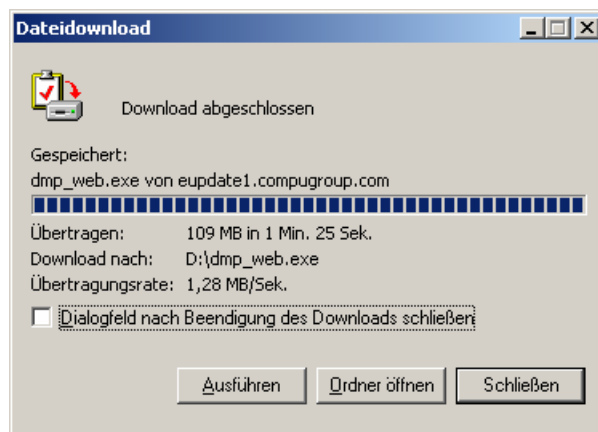 Dateidownload
Download abgeschlossen
Gespeichert:
dmp_web.exe von eupdate1.compugroup.com
Übertragen: 109 MB in 1 Min. 25 Sek.
Download nach: D:\dmp_web.exe
Übertragungsrate: 1,28 MB/Sek.
Dialogfeld nach Beendigung des Downloads schließen
Ausführen Ordner öffnen Schließen